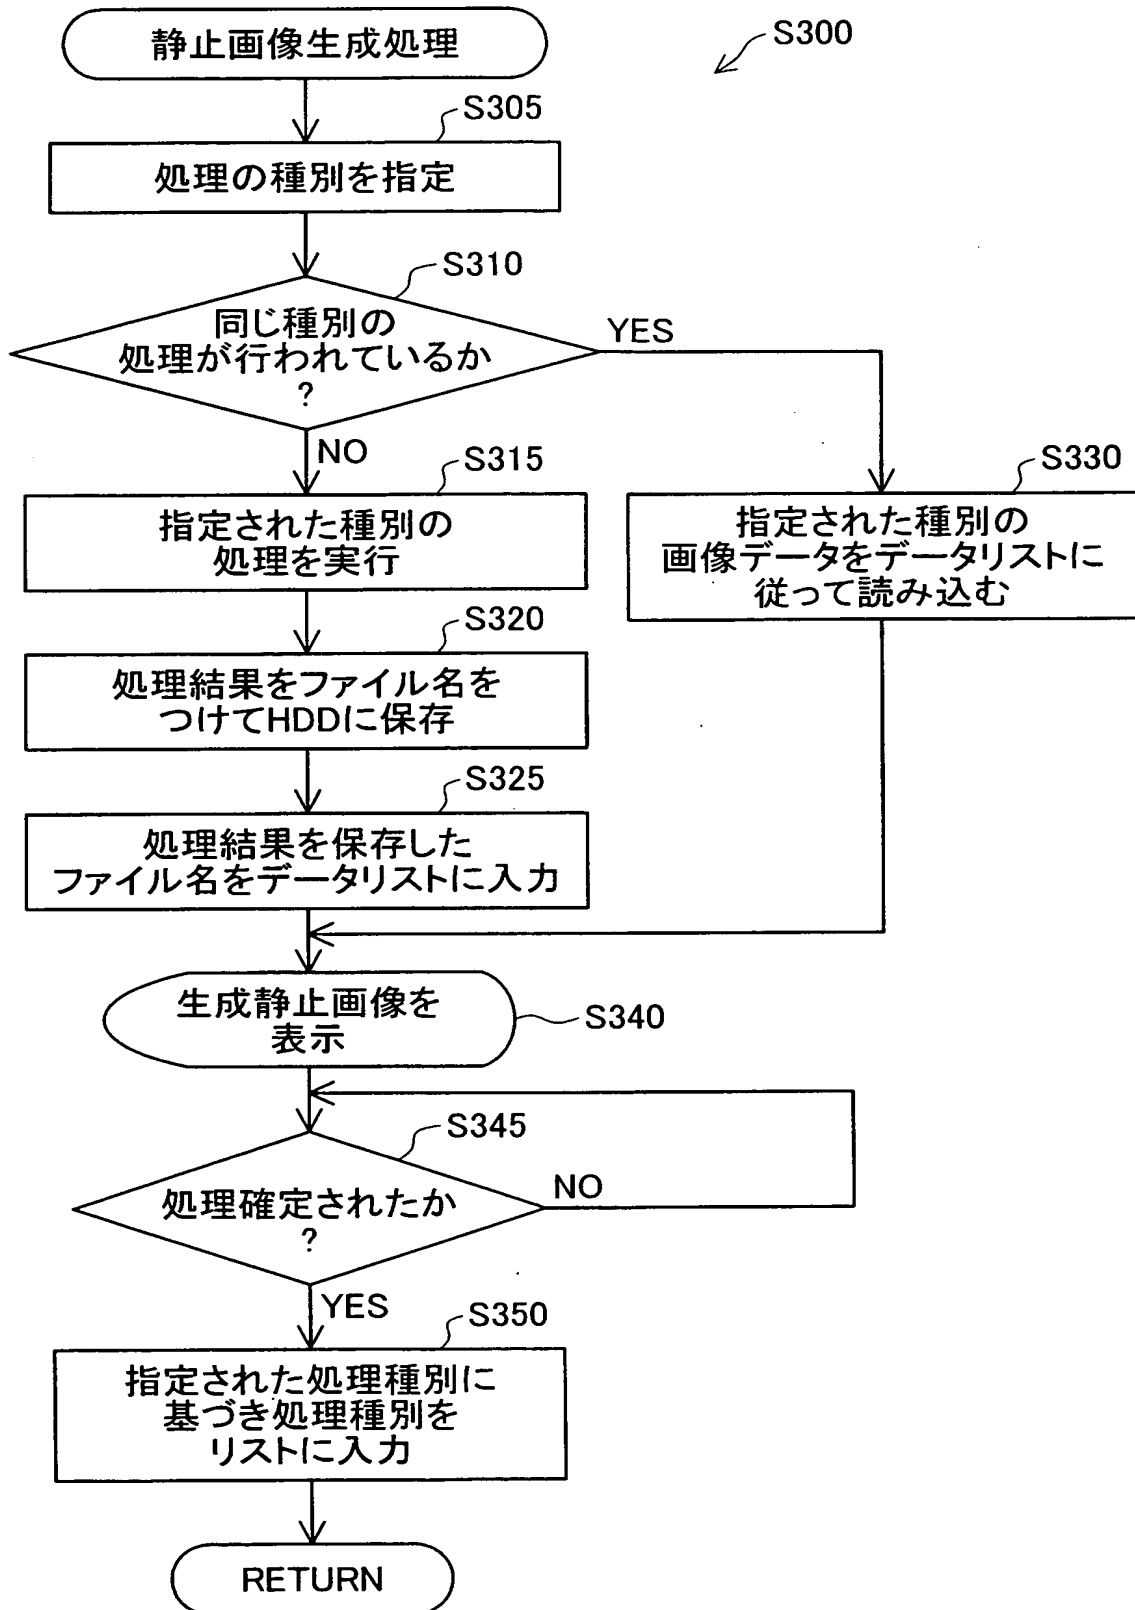 静止画像生成処理
S300
S305
処理の種別を指定
S310
同じ種別の
処理が行われているか
?
YES
NO
S315
指定された種別の
処理を実行
S330
指定された種別の
画像データをデータリストに
従って読み込む
S320
処理結果をファイル名を
つけてHDDに保存
S325
処理結果を保存した
ファイル名をデータリストに入力
生成静止画像を
表示
S340
S345
処理確定されたか
?
NO
YES
S350
指定された処理種別に
基づき処理種別を
リストに入力
RETURN